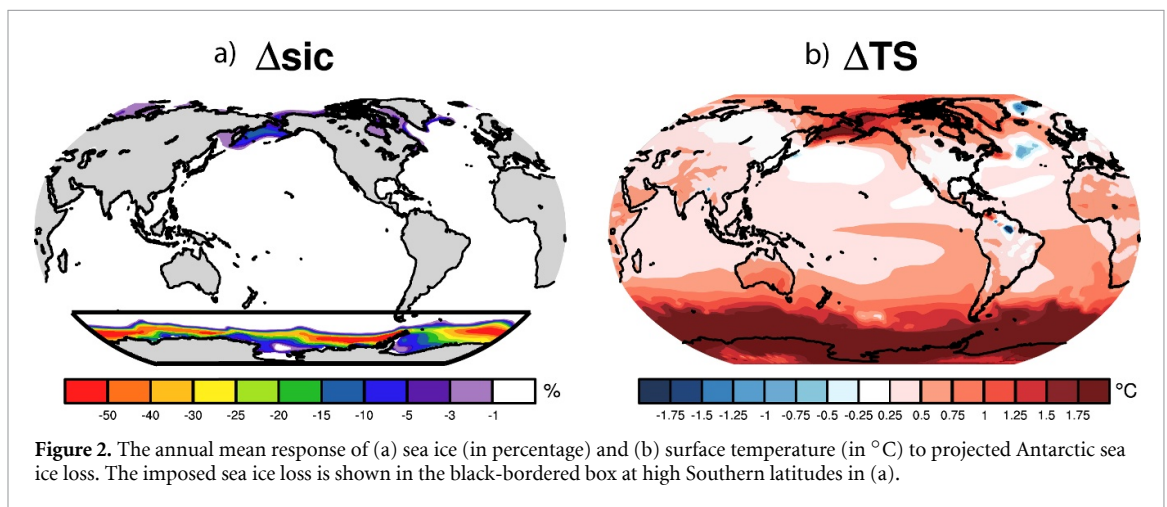 a) Δsic
b) ΔTS
-50 -40 -30 -25 -20 -15 -10 -5 -3 -1 %
-1.75 -1.5 -1.25 -1 -0.75 -0.5 -0.25 0.25 0.5 0.75 1 1.25 1.5 1.75 °C
Figure 2. The annual mean response of (a) sea ice (in percentage) and (b) surface temperature (in °C) to projected Antarctic sea
ice loss. The imposed sea ice loss is shown in the black-bordered box at high Southern latitudes in (a).